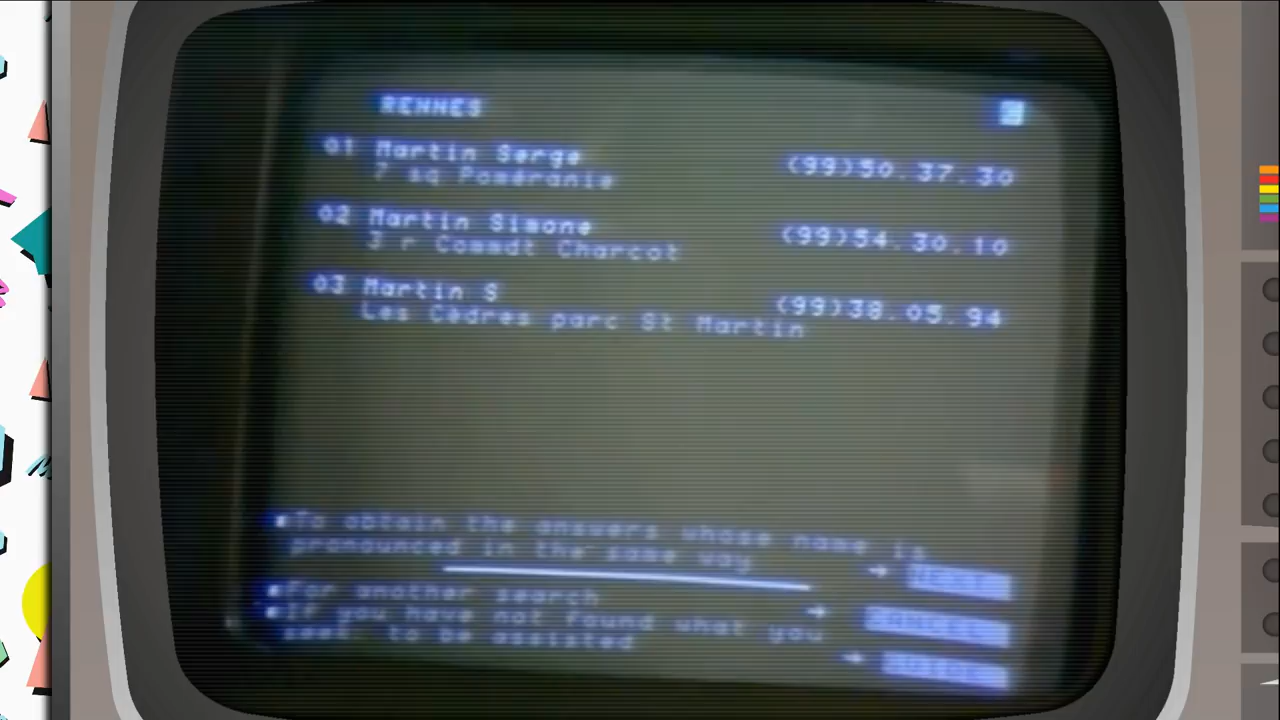 RENNES
01 Martin Serge
7 sq Poméranie (99)50.37.30
02 Martin Simone
3 r Commdt Charcot (99)54.30.10
03 Martin S
Les Cèdres parc St Martin (99)38.05.94
To obtain the answers whose name is
pronounced in the same way →
For another search →
If you have not found what you
seek, to be assisted → GUIDE